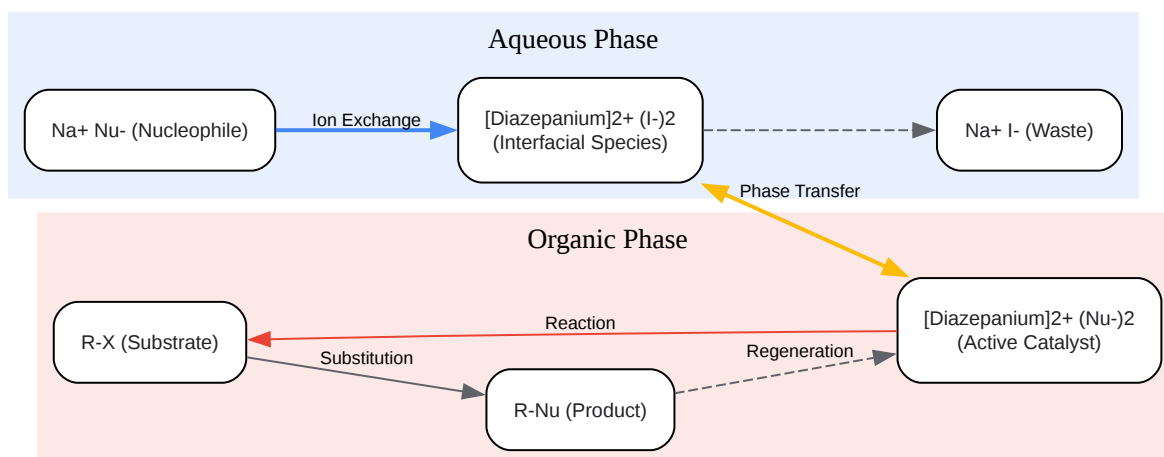 Aqueous Phase
Na+ Nu- (Nucleophile)
Ion Exchange
[Diazepanium]2+ (I-)2
(Interfacial Species)
Na+ I- (Waste)
Phase Transfer
Organic Phase
R-X (Substrate)
Reaction
[Diazepanium]2+ (Nu-)2
(Active Catalyst)
Substitution
Regeneration
R-Nu (Product)